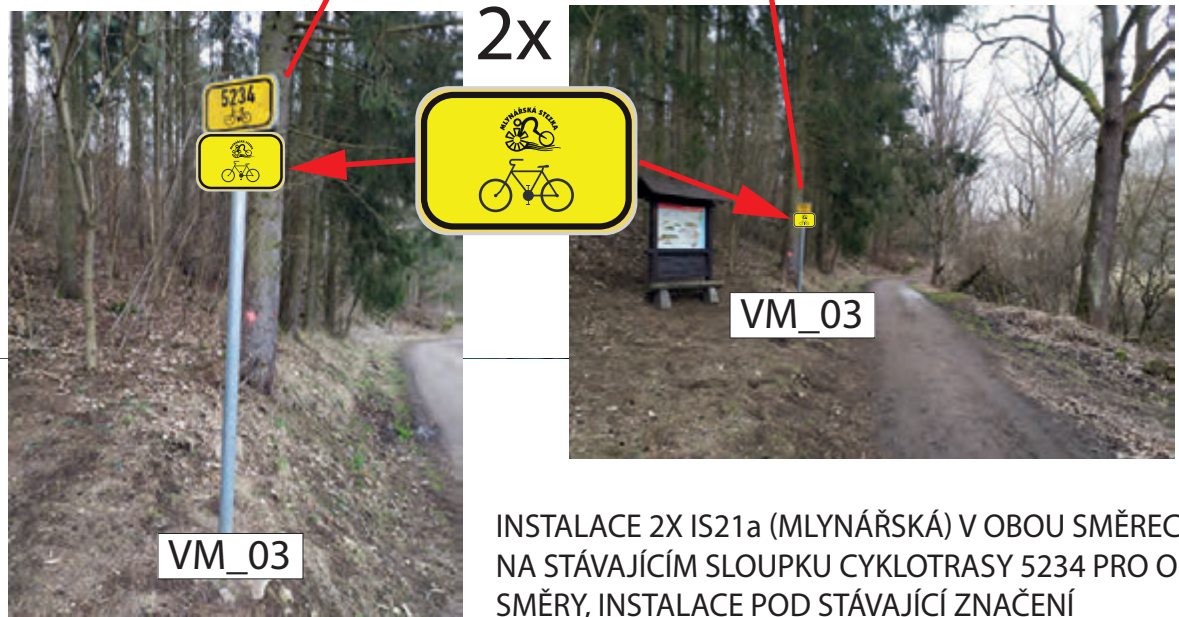 2x
5234
MLYNÁŘSKÁ STEZKA
VM_03
VM_03
INSTALACE 2X IS21a (MLYNÁŘSKÁ) V OBOU SMĚREC
NA STÁVAJÍCÍM SLOUPKU CYKLOTRASY 5234 PRO O
SMĚRY, INSTALACE POD STÁVAJÍCÍ ZNAČENÍ